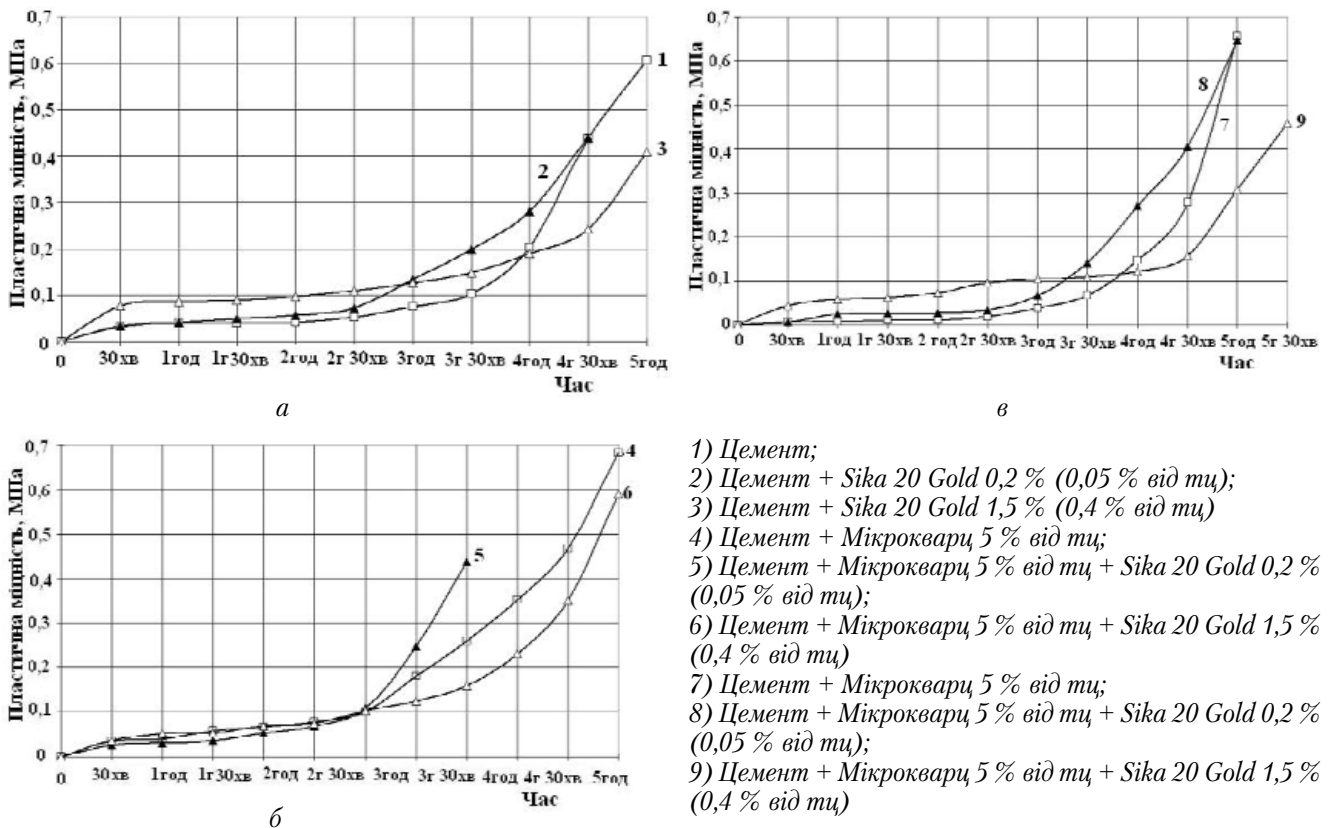 0,7
0,6
0,5
0,4
0,3
0,2
0,1
0
Пластична міцність, МПа
1
2
3
0 30хв 1год 1г30хв 2год 2г 30хв 3год 3г 30хв 4год 4г 30хв 5год
Час
а
0,7
0,6
0,5
0,4
0,3
0,2
0,1
0
Пластична міцність, МПа
8
7
9
0 30хв 1год 1г30хв 2год 2г 30хв 3год 3г 30хв 4год 4г 30хв 5год 5г 30хв
Час
в
0,7
0,6
0,5
0,4
0,3
0,2
0,1
0
Пластична міцність, МПа
4
6
5
0 30хв 1год 1г30хв 2год 2г 30хв 3год 3г 30хв 4год 4г 30хв 5год
Час
б
1) Цемент;
2) Цемент + Sika 20 Gold 0,2 % (0,05 % від тц);
3) Цемент + Sika 20 Gold 1,5 % (0,4 % від тц)
4) Цемент + Мікрокварц 5 % від тц;
5) Цемент + Мікрокварц 5 % від тц + Sika 20 Gold 0,2 %
(0,05 % від тц);
6) Цемент + Мікрокварц 5 % від тц + Sika 20 Gold 1,5 %
(0,4 % від тц)
7) Цемент + Мікрокварц 5 % від тц;
8) Цемент + Мікрокварц 5 % від тц + Sika 20 Gold 0,2 %
(0,05 % від тц);
9) Цемент + Мікрокварц 5 % від тц + Sika 20 Gold 1,5 %
(0,4 % від тц)